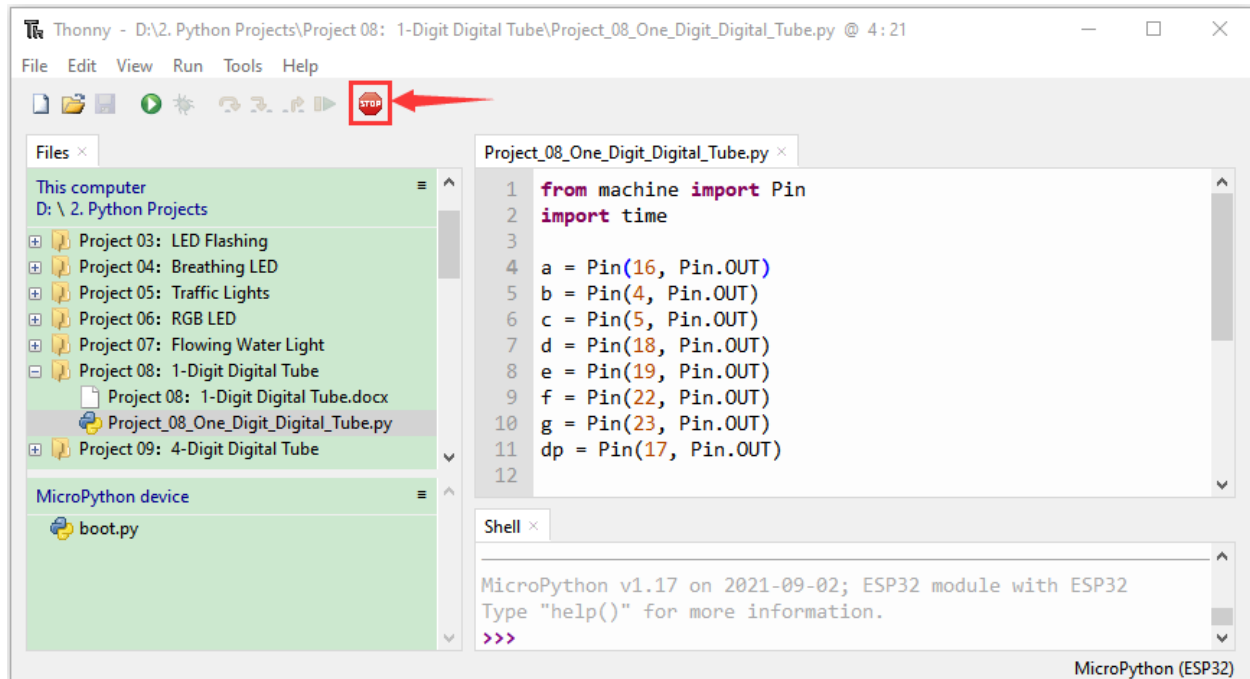 Thonny - D:\2. Python Projects\Project 08：1-Digit Digital Tube\Project_08_One_Digit_Digital_Tube.py @ 4:21
File Edit View Run Tools Help
STOP
Files
This computer
D: \ 2. Python Projects
Project 03：LED Flashing
Project 04：Breathing LED
Project 05：Traffic Lights
Project 06：RGB LED
Project 07：Flowing Water Light
Project 08：1-Digit Digital Tube
Project 08：1-Digit Digital Tube.docx
Project_08_One_Digit_Digital_Tube.py
Project 09：4-Digit Digital Tube
MicroPython device
boot.py
Project_08_One_Digit_Digital_Tube.py
1 from machine import Pin
2 import time
3
4 a = Pin(16, Pin.OUT)
5 b = Pin(4, Pin.OUT)
6 c = Pin(5, Pin.OUT)
7 d = Pin(18, Pin.OUT)
8 e = Pin(19, Pin.OUT)
9 f = Pin(22, Pin.OUT)
10 g = Pin(23, Pin.OUT)
11 dp = Pin(17, Pin.OUT)
12
Shell
MicroPython v1.17 on 2021-09-02; ESP32 module with ESP32
Type "help()" for more information.
>>>
MicroPython (ESP32)